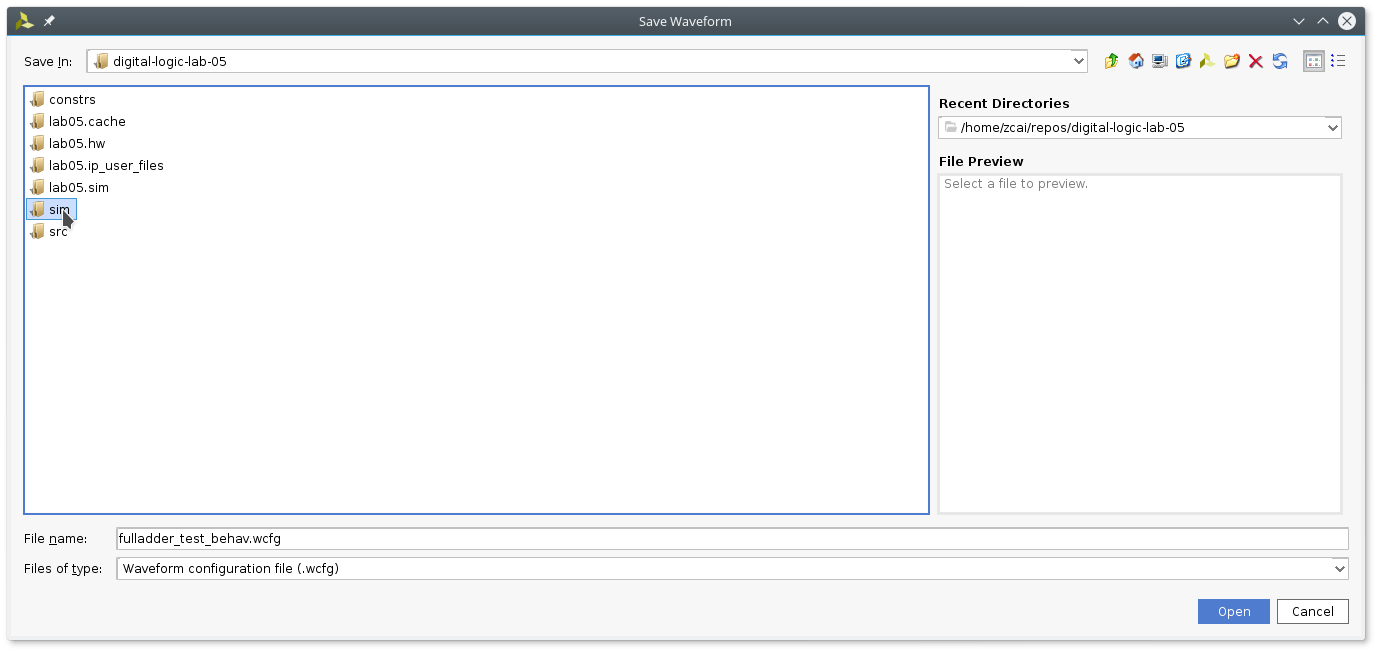 Save Waveform
Save In: digital-logic-lab-05
constrs
lab05.cache
lab05.hw
lab05.ip_user_files
lab05.sim
sim
src
Recent Directories
/home/zcai/repos/digital-logic-lab-05
File Preview
Select a file to preview.
File name: fulladder_test_behav.wcfg
Files of type: Waveform configuration file (.wcfg)
Open Cancel